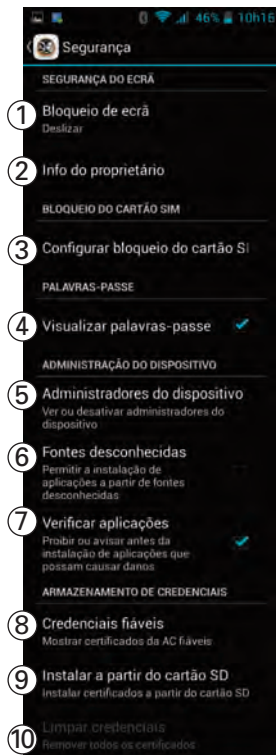 46% 10h16
Segurança
SEGURANÇA DO ECRÃ
1 Bloqueio de ecrã
Deslizar
2 Info do proprietário
BLOQUEIO DO CARTÃO SIM
3 Configurar bloqueio do cartão SI
PALAVRAS-PASSE
4 Visualizar palavras-passe
ADMINISTRAÇÃO DO DISPOSITIVO
5 Administradores do dispositivo
Ver ou desativar administradores do
dispositivo
6 Fontes desconhecidas
Permitir a instalação de
aplicações a partir de fontes
desconhecidas
7 Verificar aplicações
Proibir ou avisar antes da
instalação de aplicações que
possam causar danos
ARMAZENAMENTO DE CREDENCIAIS
8 Credenciais fiáveis
Mostrar certificados da AC fiáveis
9 Instalar a partir do cartão SD
Instalar certificados a partir do cartão SD
10 Limpar credenciais
Remover todos os certificados